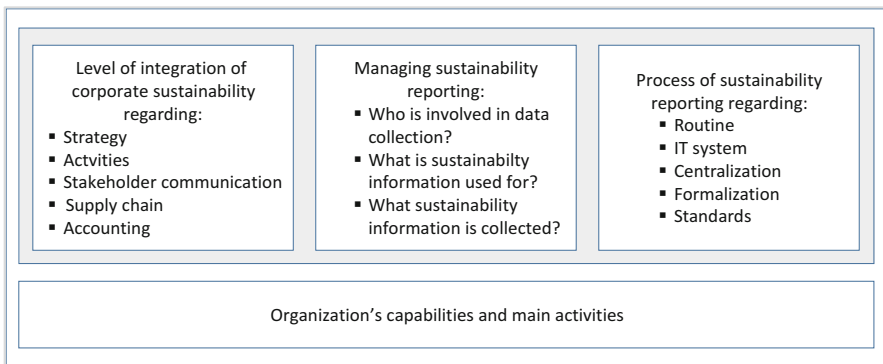 Level of integration of
corporate sustainability
regarding:
▪ Strategy
▪ Actvities
▪ Stakeholder communication
▪ Supply chain
▪ Accounting
Managing sustainability
reporting:
▪ Who is involved in data
collection?
▪ What is sustainabilty
information used for?
▪ What sustainability
information is collected?
Process of sustainability
reporting regarding:
▪ Routine
▪ IT system
▪ Centralization
▪ Formalization
▪ Standards
Organization’s capabilities and main activities